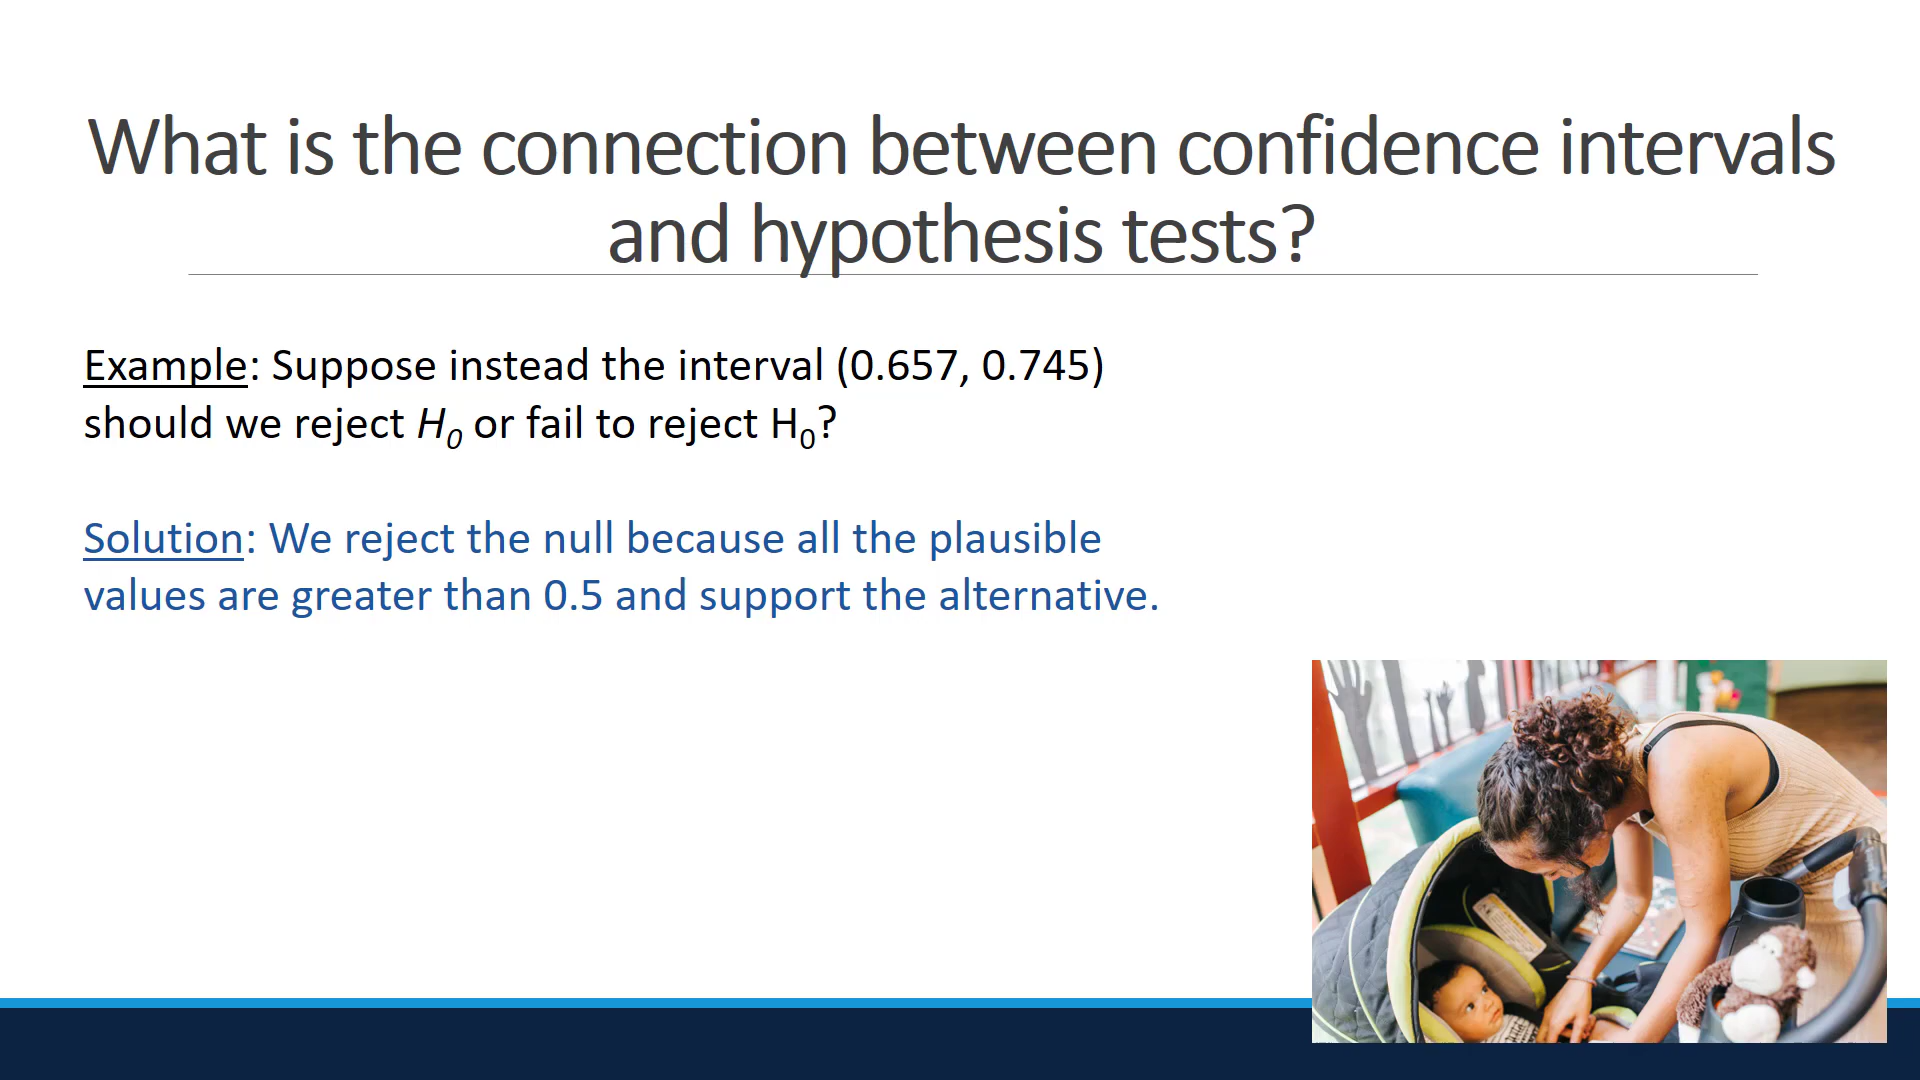 What is the connection between confidence intervals
and hypothesis tests?
Example: Suppose instead the interval (0.657, 0.745)
should we reject H₀ or fail to reject H₀?
Solution: We reject the null because all the plausible
values are greater than 0.5 and support the alternative.